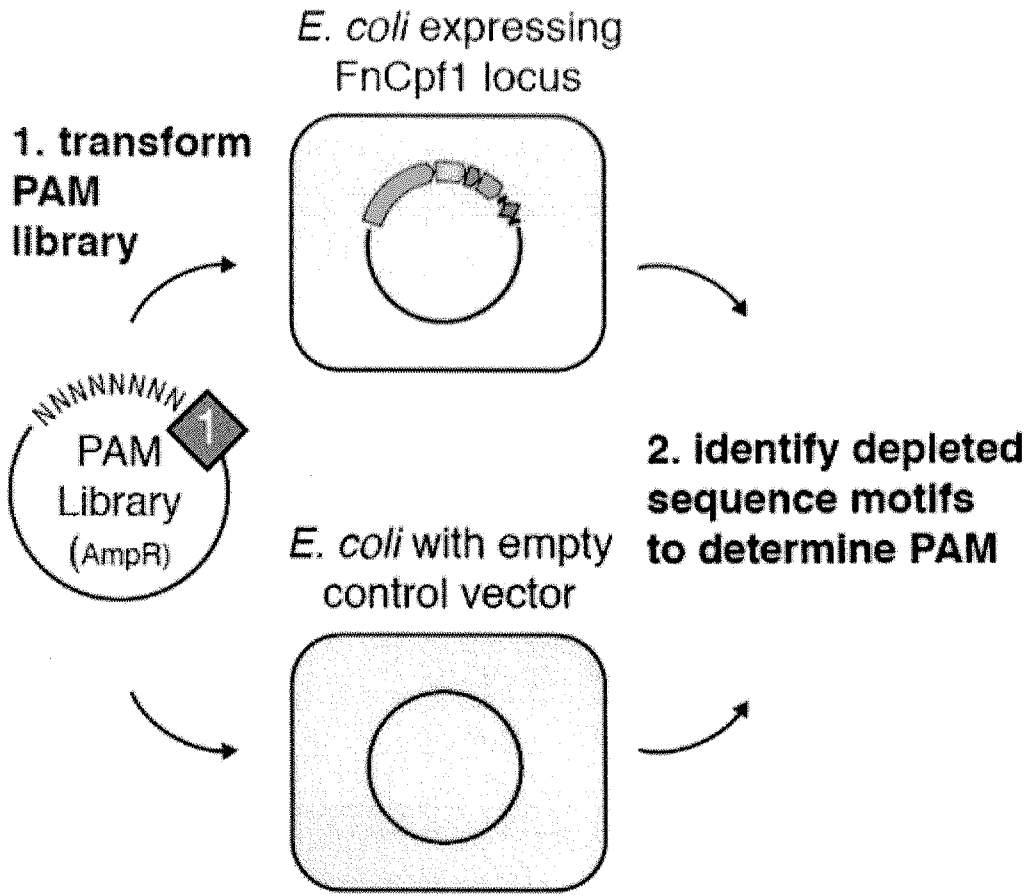 E. coli expressing
FnCpf1 locus
1. transform
PAM
library
NNNNNNNN
1
PAM
Library
(AmpR)
2. identify depleted
sequence motifs
to determine PAM
E. coli with empty
control vector